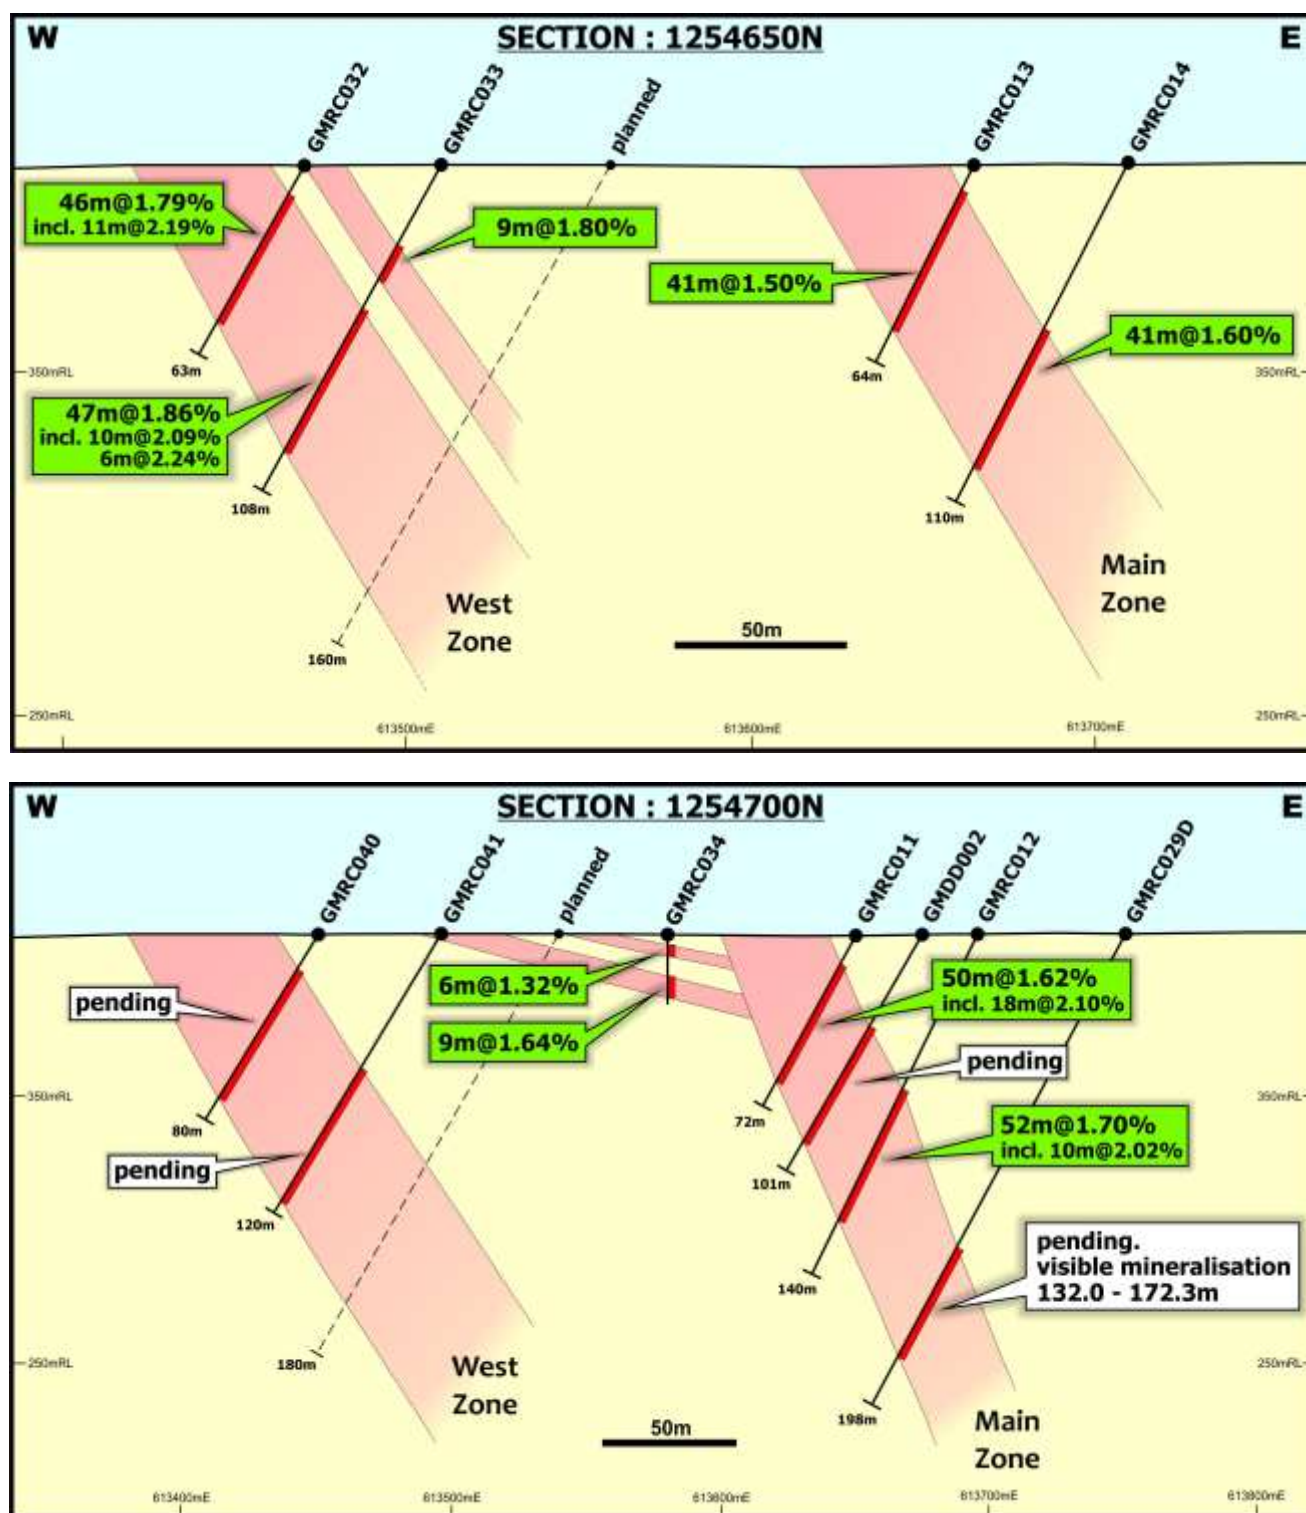 W
SECTION : 1254650N
E
GMRC032
GMRC033
planned
GMRC013
GMRC014
46m@1.79%
incl. 11m@2.19%
9m@1.80%
41m@1.50%
41m@1.60%
63m
64m
350mRL
350mRL
47m@1.86%
incl. 10m@2.09%
6m@2.24%
108m
110m
West
Zone
Main
Zone
50m
160m
250mRL
250mRL
613500mE
613600mE
613700mE
W
SECTION : 1254700N
E
GMRC040
GMRC041
planned
GMRC034
GMRC011
GMDD002
GMRC012
GMRC029D
pending
6m@1.32%
50m@1.62%
incl. 18m@2.10%
9m@1.64%
pending
350mRL
350mRL
80m
72m
52m@1.70%
incl. 10m@2.02%
pending
101m
120m
pending.
visible mineralisation
132.0 - 172.3m
140m
180m
250mRL
250mRL
West
Zone
198m
50m
Main
Zone
613400mE
613500mE
613600mE
613700mE
613800mE